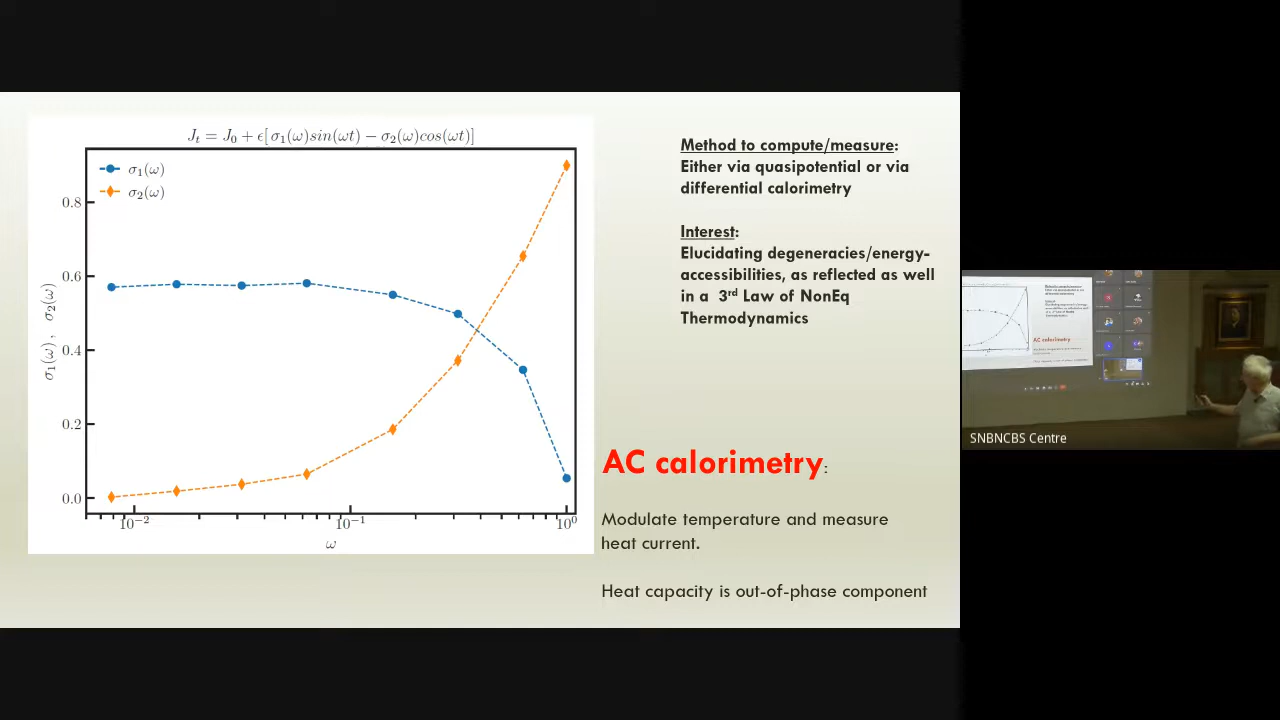 J_t = J_0 + ϵ[ σ_1(ω)sin(ωt) − σ_2(ω)cos(ωt)]
σ_1(ω)
σ_2(ω)
0.8
0.6
0.4
0.2
0.0
σ_1(ω) , σ_2(ω)
10^{-2}
10^{-1}
10^0
ω
Method to compute/measure:
Either via quasipotential or via
differential calorimetry
Interest:
Elucidating degeneracies/energy-
accessibilities, as reflected as well
in a 3rd Law of NonEq
Thermodynamics
AC calorimetry:
Modulate temperature and measure
heat current.
Heat capacity is out-of-phase component
AC calorimetry
SNBNCBS Centre